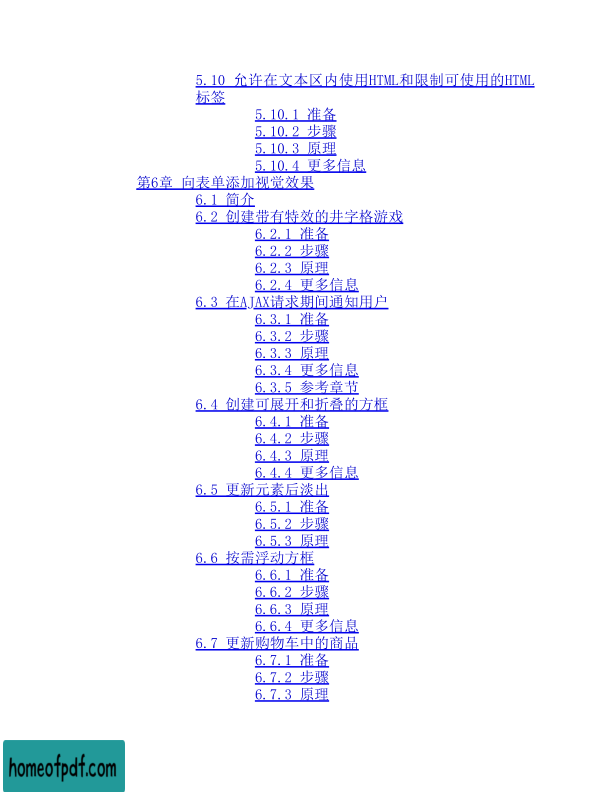 5.10 允许在文本区内使用HTML和限制可使用的HTML
标签
5.10.1 准备
5.10.2 步骤
5.10.3 原理
5.10.4 更多信息
第6章 向表单添加视觉效果
6.1 简介
6.2 创建带有特效的井字格游戏
6.2.1 准备
6.2.2 步骤
6.2.3 原理
6.2.4 更多信息
6.3 在AJAX请求期间通知用户
6.3.1 准备
6.3.2 步骤
6.3.3 原理
6.3.4 更多信息
6.3.5 参考章节
6.4 创建可展开和折叠的方框
6.4.1 准备
6.4.2 步骤
6.4.3 原理
6.4.4 更多信息
6.5 更新元素后淡出
6.5.1 准备
6.5.2 步骤
6.5.3 原理
6.6 按需浮动方框
6.6.1 准备
6.6.2 步骤
6.6.3 原理
6.6.4 更多信息
6.7 更新购物车中的商品
6.7.1 准备
6.7.2 步骤
6.7.3 原理
homeofpdf.com